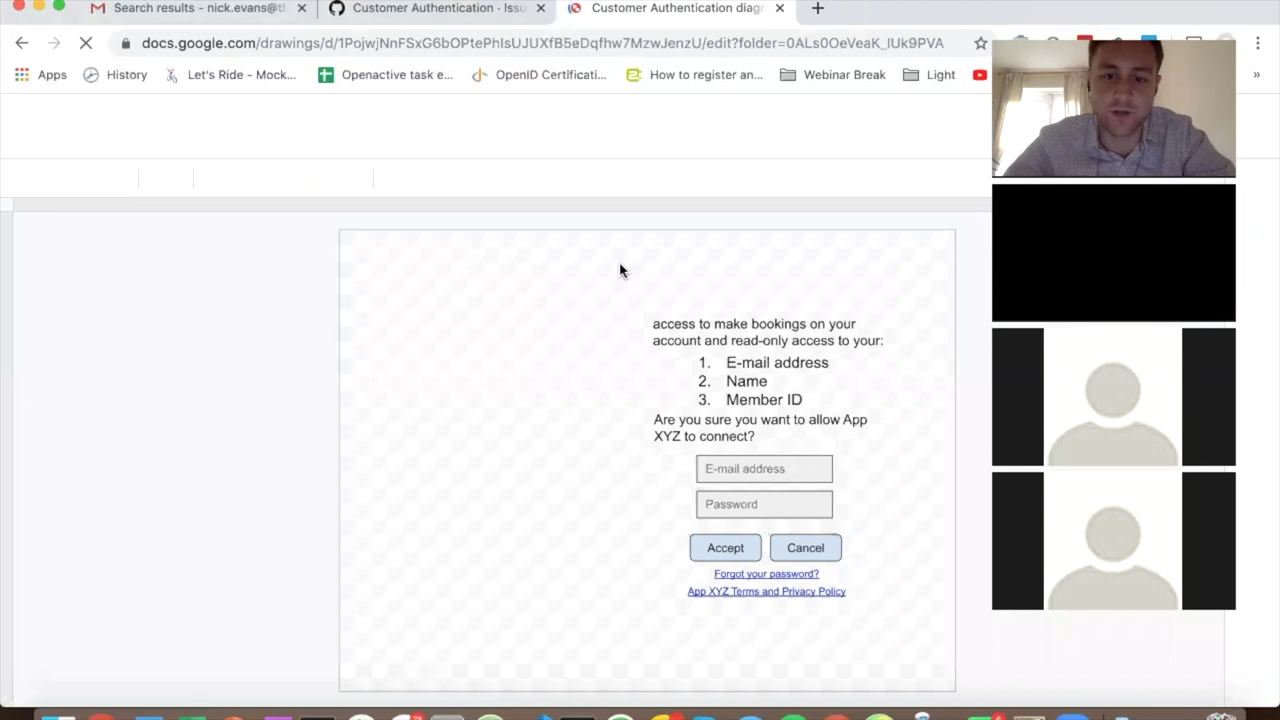 Search results - nick.evans@t
Customer Authentication · Issu
Customer Authentication diagr
docs.google.com/drawings/d/1PojwjNnFSxG6bOPtePhIsUJUXfB5eDqfhw7MzwJenzU/edit?folder=0ALs0OeVeaK_lUk9PVA
Apps
History
Let's Ride - Mock...
Openactive task e...
OpenID Certificati...
How to register an...
Webinar Break
Light
»
access to make bookings on your
account and read-only access to your:
1. E-mail address
2. Name
3. Member ID
Are you sure you want to allow App
XYZ to connect?
E-mail address
Password
Accept
Cancel
Forgot your password?
App XYZ Terms and Privacy Policy